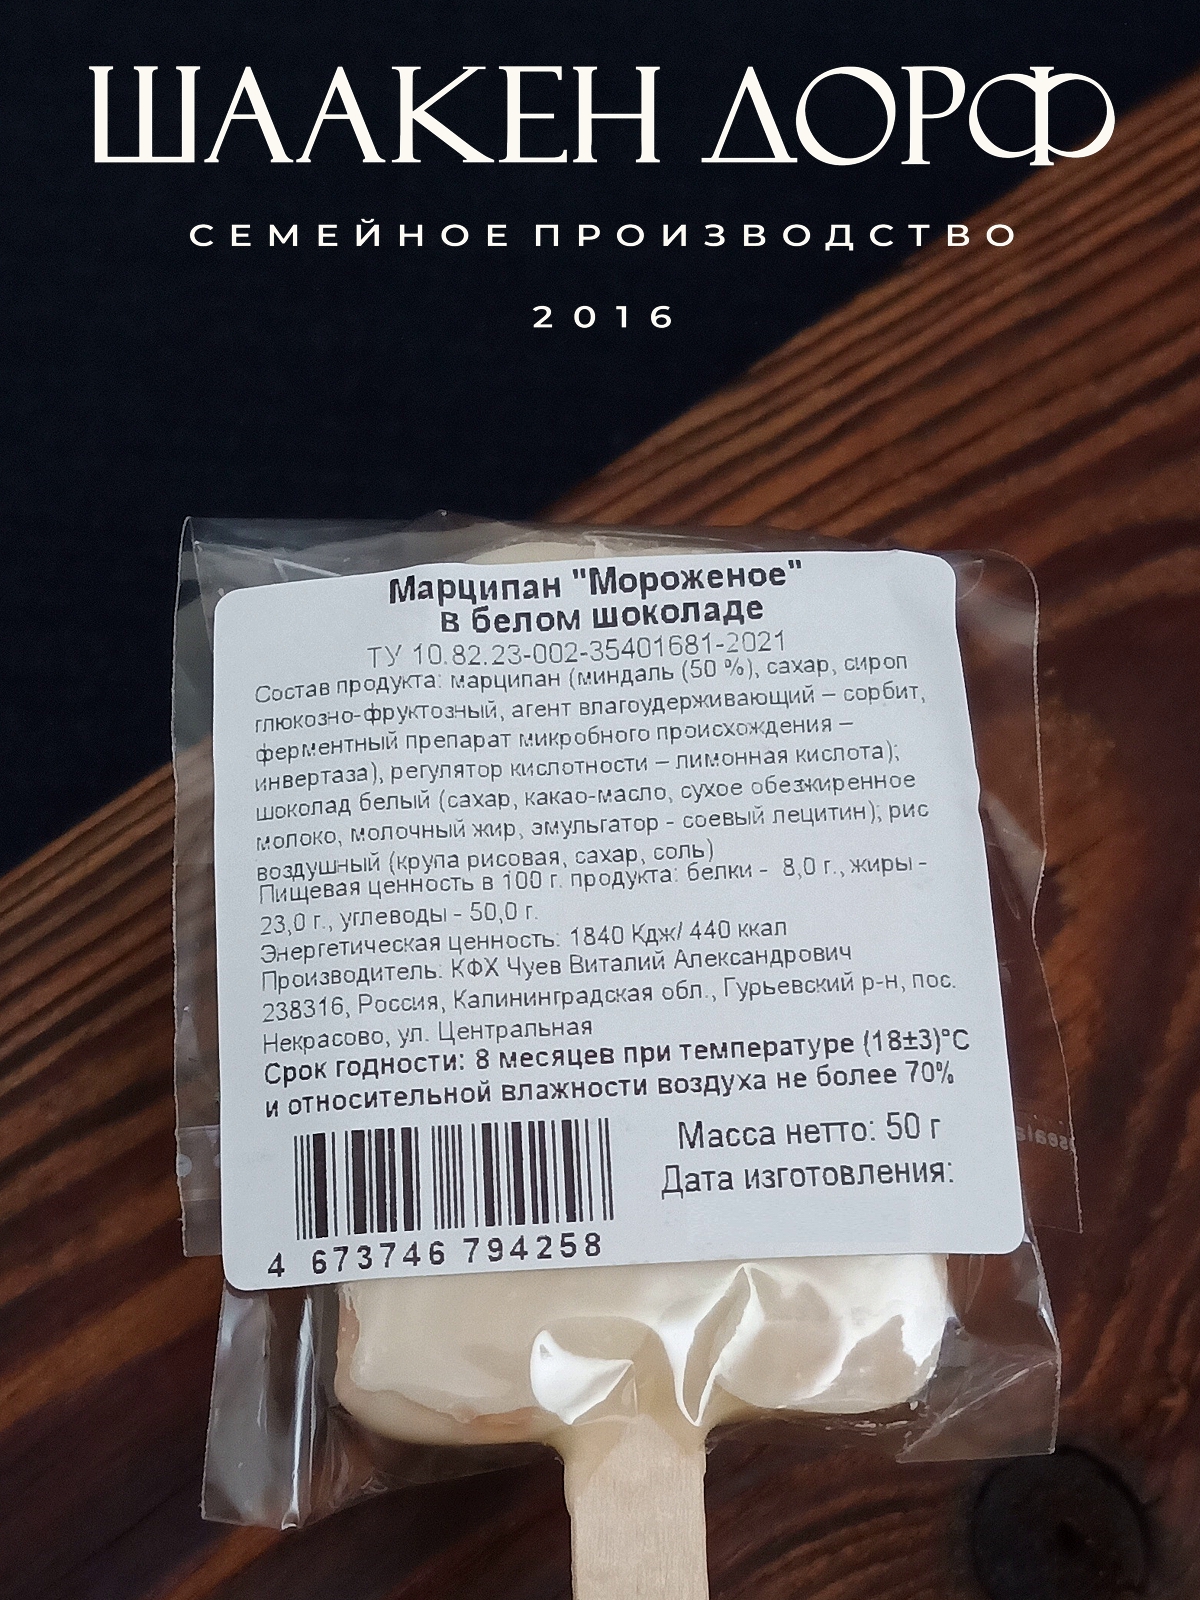 ШААКЕН ДОРФ
СЕМЕЙНОЕ ПРОИЗВОДСТВО
2016
Марципан "Мороженое"
в белом шоколаде
ТУ 10.82.23-002-35401681-2021
Состав продукта: марципан (миндаль (50 %), сахар, сироп
глюкозно-фруктозный, агент влагоудерживающий – сорбит,
ферментный препарат микробного происхождения –
инвертаза), регулятор кислотности – лимонная кислота);
шоколад белый (сахар, какао-масло, сухое обезжиренное
молоко, молочный жир, эмульгатор - соевый лецитин); рис
воздушный (крупа рисовая, сахар, соль)
Пищевая ценность в 100 г. продукта: белки - 8,0 г., жиры -
23,0 г., углеводы - 50,0 г.
Энергетическая ценность: 1840 Кдж/ 440 ккал
Производитель: КФХ Чуев Виталий Александрович
238316, Россия, Калининградская обл., Гурьевский р-н, пос.
Некрасово, ул. Центральная
Срок годности: 8 месяцев при температуре (18±3)°С
и относительной влажности воздуха не более 70%
Масса нетто: 50 г
Дата изготовления:
4 673746 794258